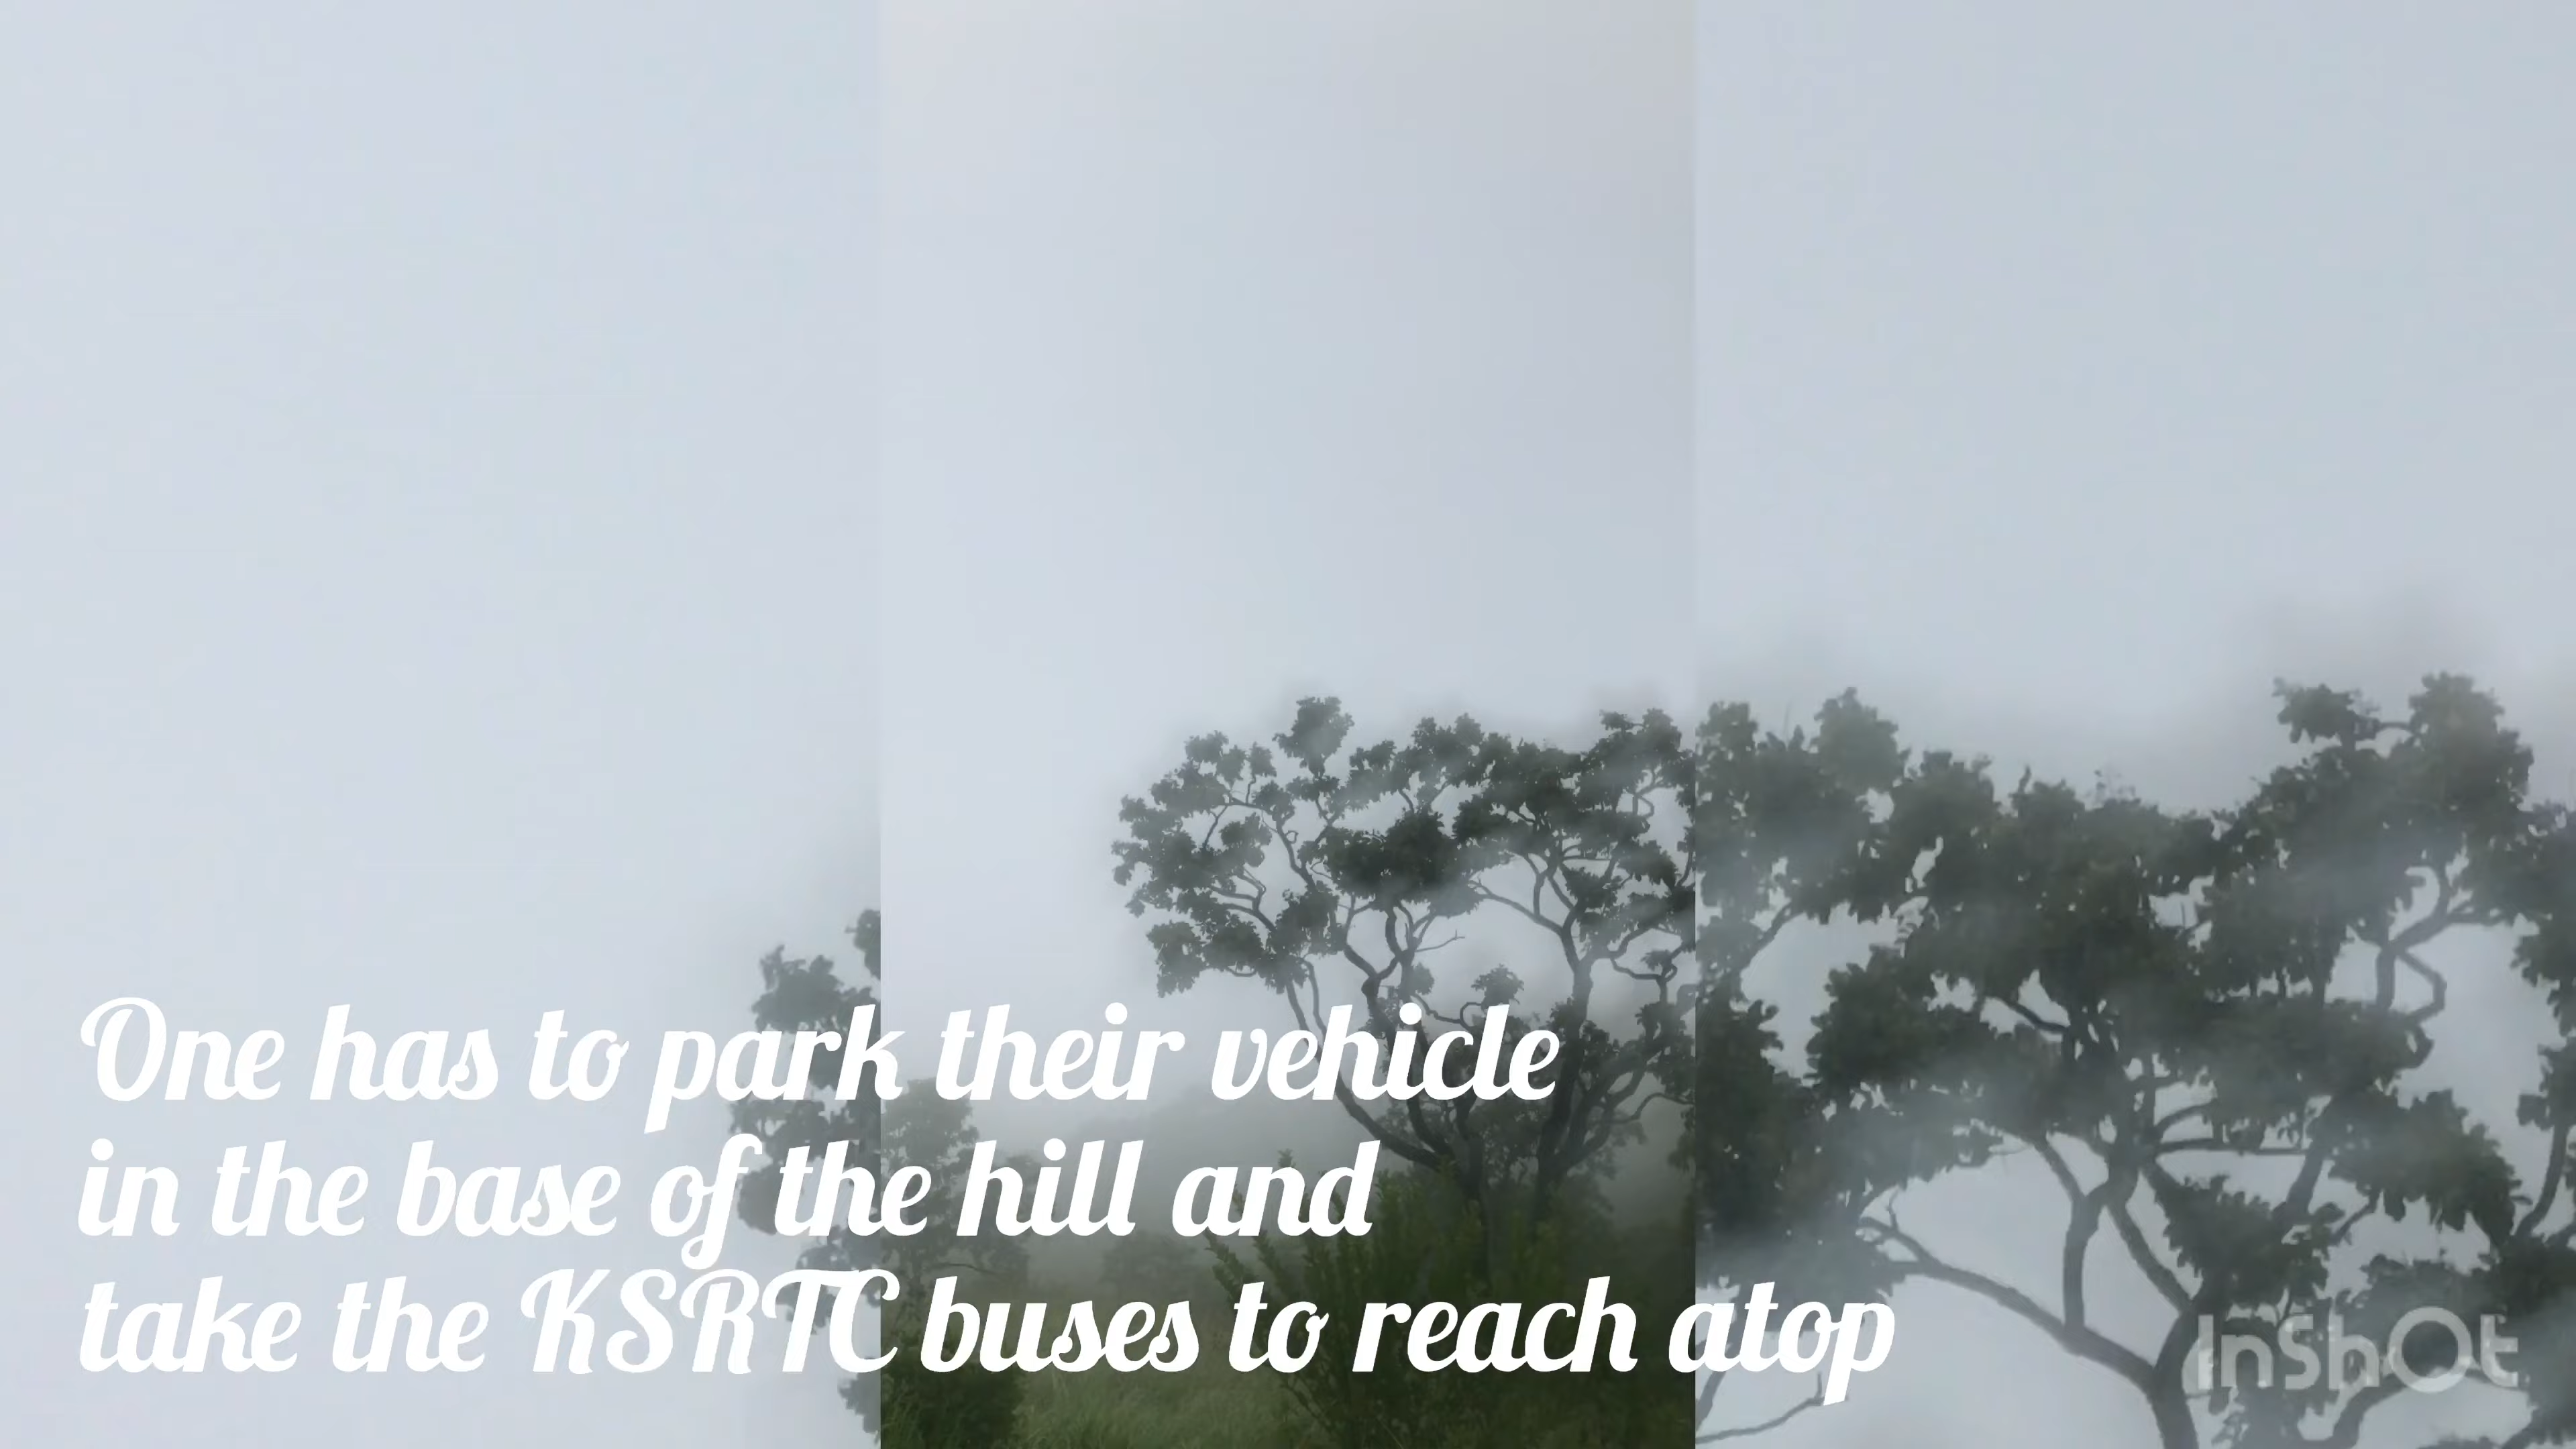 One has to park their vehicle
in the base of the hill and
take the KSRTC buses to reach atop
InShOt